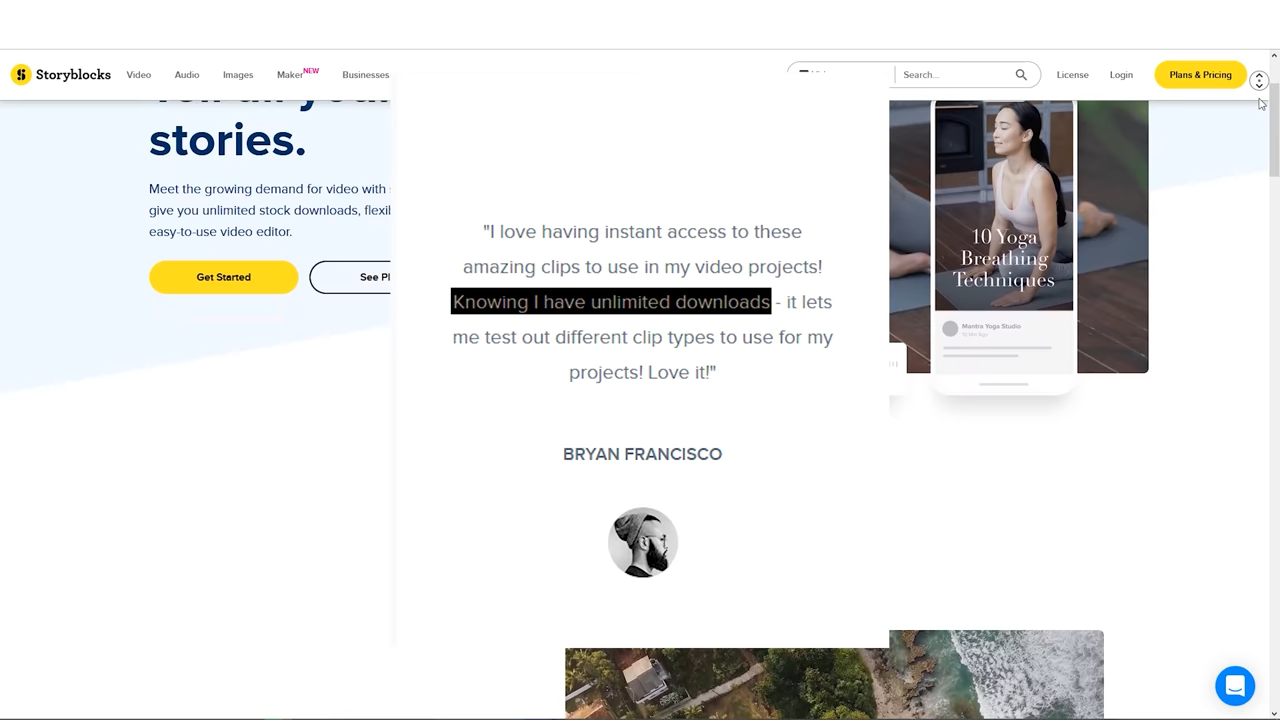 Storyblocks
Video
Audio
Images
Maker NEW
Businesses
Search...
License
Login
Plans & Pricing
stories.
Meet the growing demand for video with
give you unlimited stock downloads,
easy-to-use video editor.
Get Started
See
"I love having instant access to these
amazing clips to use in my video projects!
Knowing I have unlimited downloads - it lets
me test out different clip types to use for my
projects! Love it!"
BRYAN FRANCISCO
10 Yoga
Breathing
Techniques
Mantra Yoga Studio